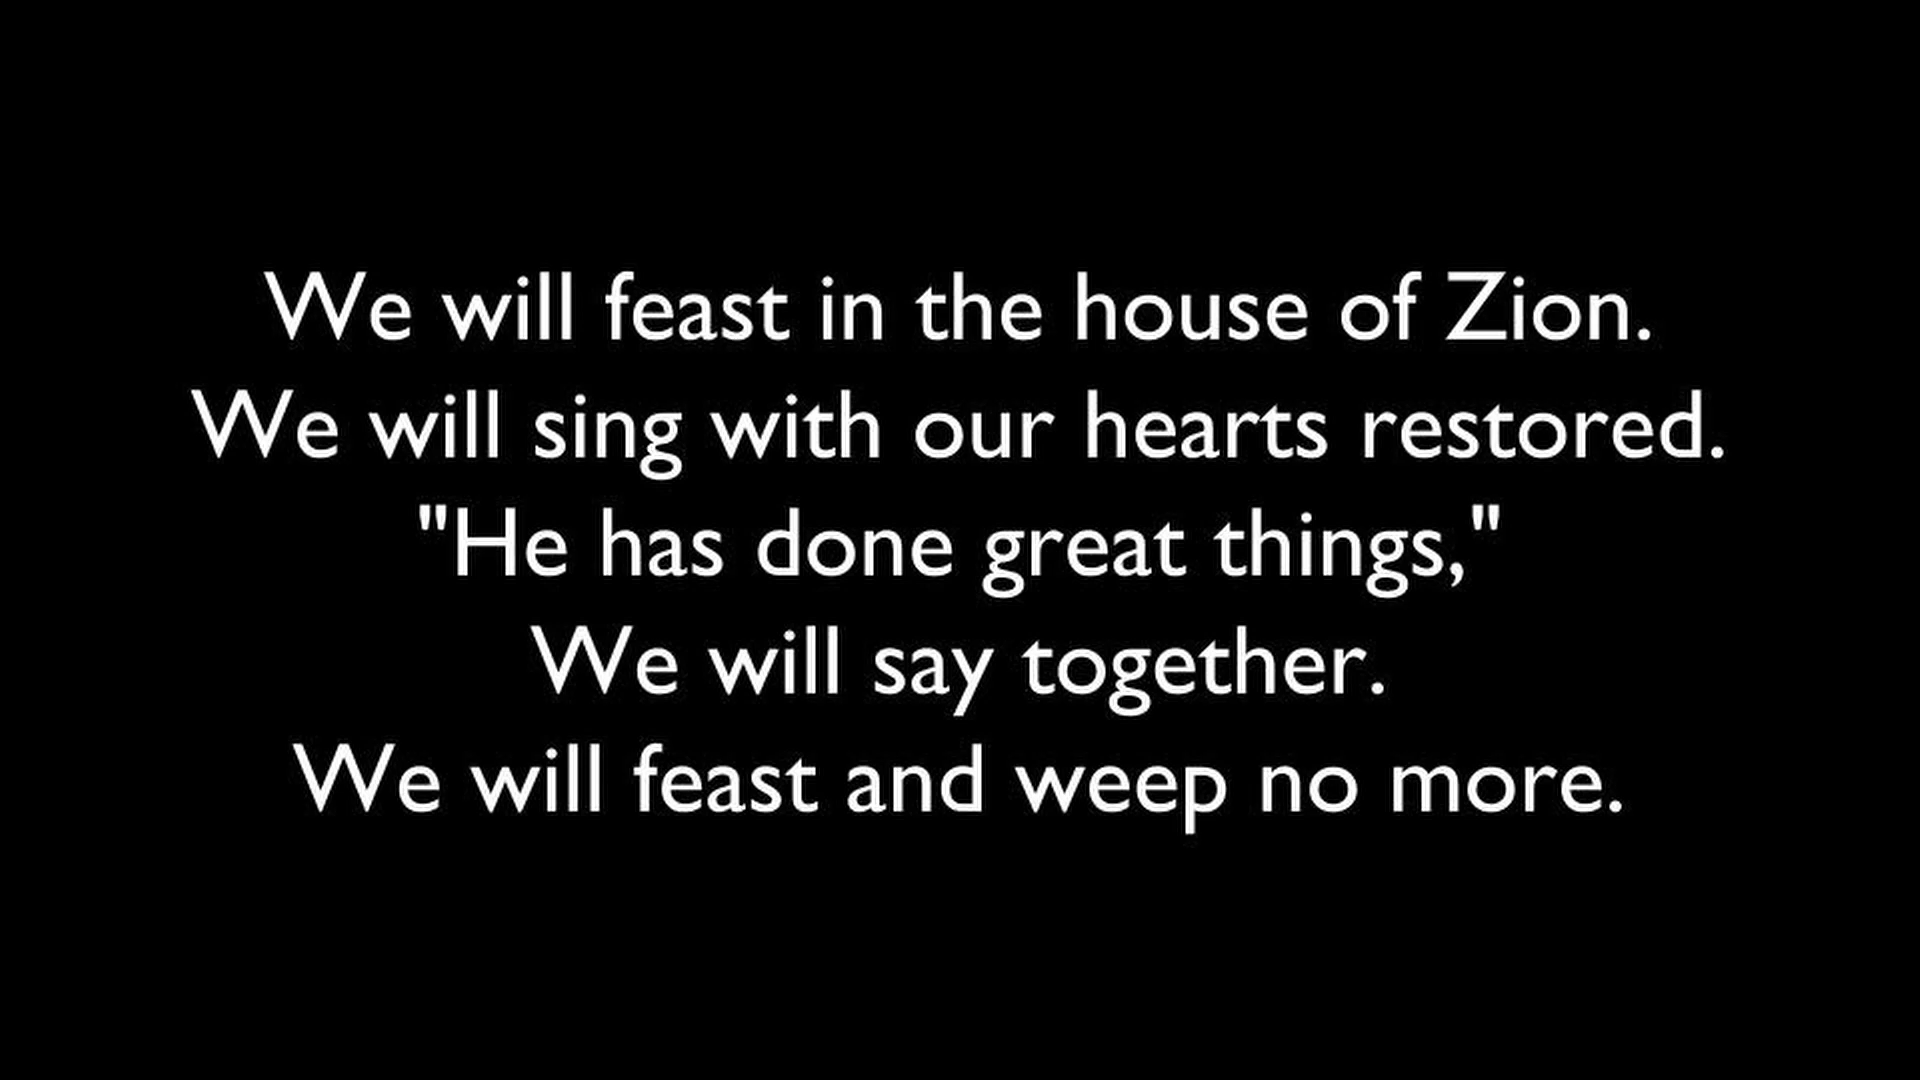 We will feast in the house of Zion.
We will sing with our hearts restored.
"He has done great things,"
We will say together.
We will feast and weep no more.